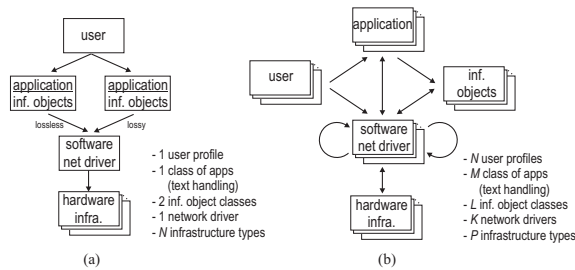 user
application
inf. objects
application
inf. objects
lossless
lossy
software
net driver
hardware
infra.
- 1 user profile
- 1 class of apps
(text handling)
- 2 inf. object classes
- 1 network driver
- N infrastructure types
(a)
application
user
inf.
objects
software
net driver
hardware
infra.
- N user profiles
- M class of apps
(text handling)
- L inf. object classes
- K network drivers
- P infrastructure types
(b)